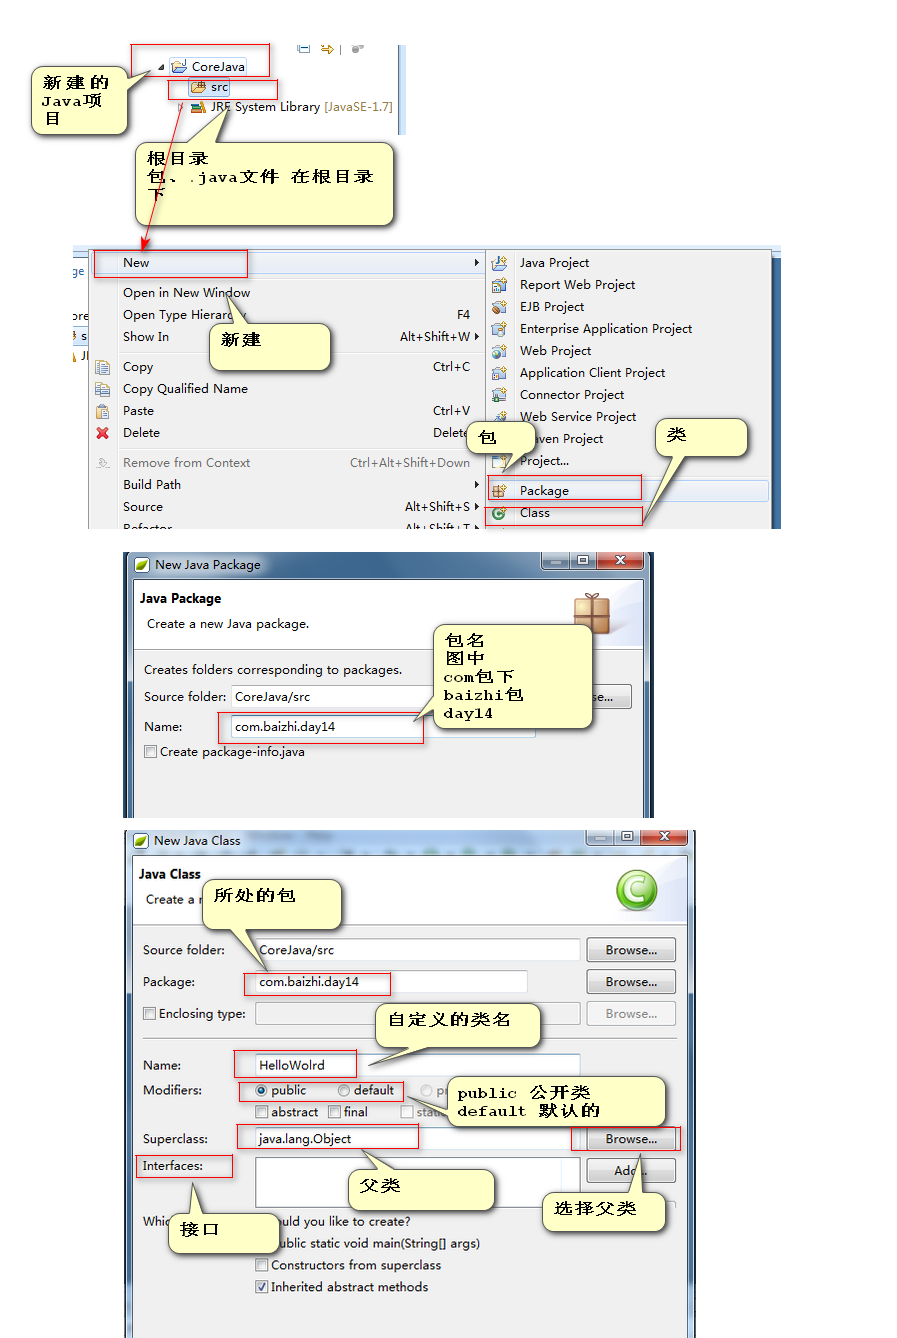 CoreJava
新建的
Java项
目
src
JRE System Library [JavaSE-1.7]
根目录
包、.java文件 在根目录
下
New
Open in New Window
Open Type Hierarchy F4
新建
Show In Alt+Shift+W
Copy Ctrl+C
Copy Qualified Name
Paste Ctrl+V
Delete Delete
Remove from Context Ctrl+Alt+Shift+Down
Build Path
Source Alt+Shift+S
Refactor Alt+Shift+T
Java Project
Report Web Project
EJB Project
Enterprise Application Project
Web Project
Application Client Project
Connector Project
Web Service Project
Maven Project
Project...
包
类
Package
Class
New Java Package
Java Package
Create a new Java package.
Creates folders corresponding to packages.
Source folder: CoreJava/src
Name: com.baizhi.day14
Create package-info.java
包名
图中
com包下
baizhi包
day14
New Java Class
Java Class
Create a
所处的包
Source folder: CoreJava/src Browse...
Package: com.baizhi.day14 Browse...
Enclosing type: Browse...
自定义的类名
Name: HelloWolrd
Modifiers: public default
public 公开类
default 默认的
abstract final
Superclass: java.lang.Object Browse...
Interfaces: Add...
父类
选择父类
接口
would you like to create?
public static void main(String[] args)
Constructors from superclass
Inherited abstract methods